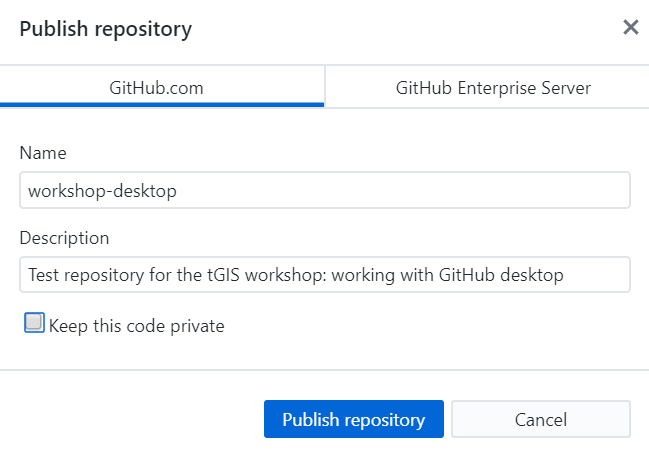 Publish repository
GitHub.com
GitHub Enterprise Server
Name
workshop-desktop
Description
Test repository for the tGIS workshop: working with GitHub desktop
Keep this code private
Publish repository
Cancel